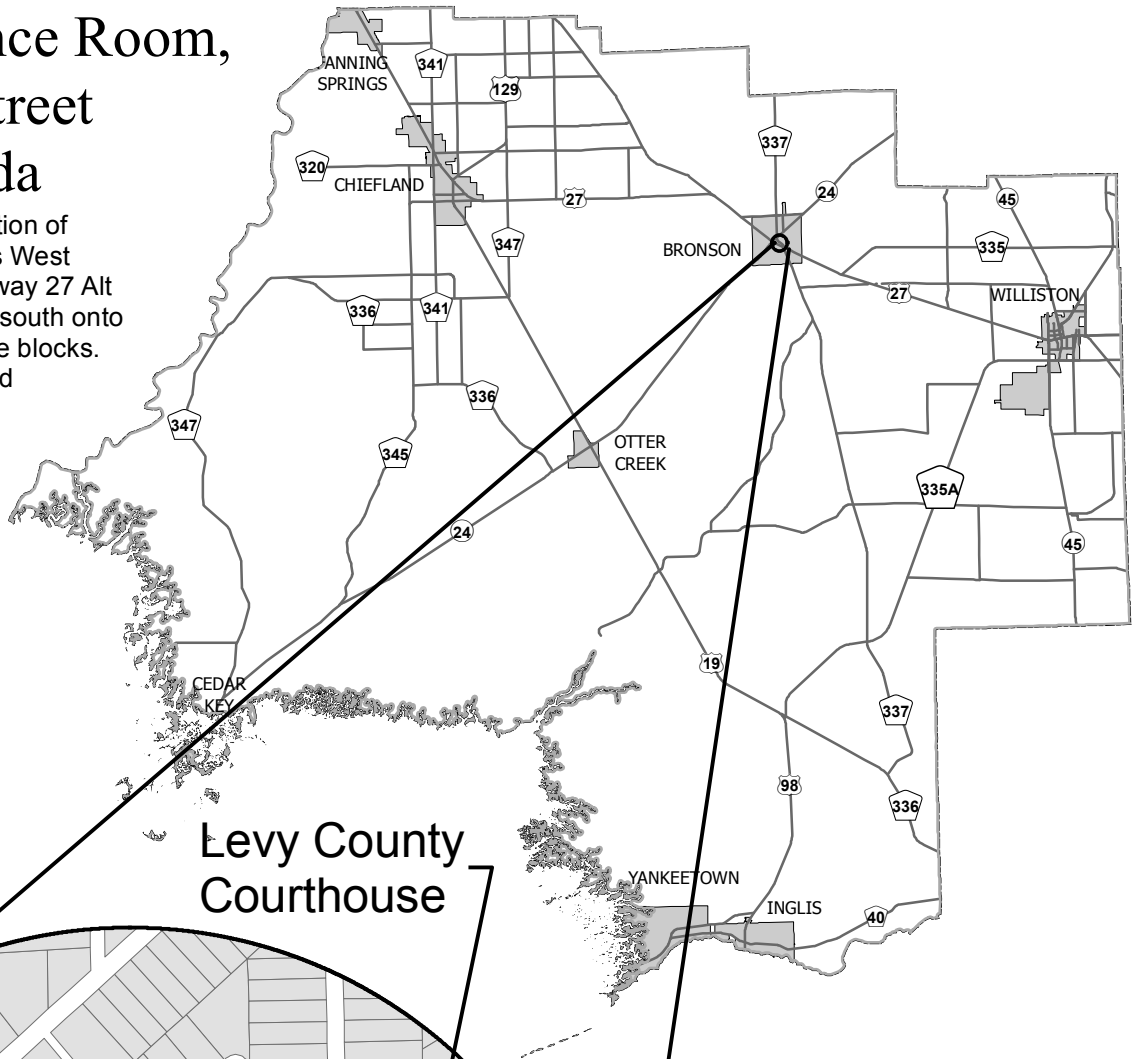 nce Room,
treet
da
tion of
s West
way 27 Alt
south onto
e blocks.
d
ANNING
SPRINGS
341
129
337
320
CHIEFLAND
27
24
45
347
BRONSON
335
27
WILLISTON
336
341
336
347
345
OTTER
CREEK
335A
24
45
19
CEDAR
KEY
337
98
336
Levy County
Courthouse
YANKEETOWN
INGLIS
40